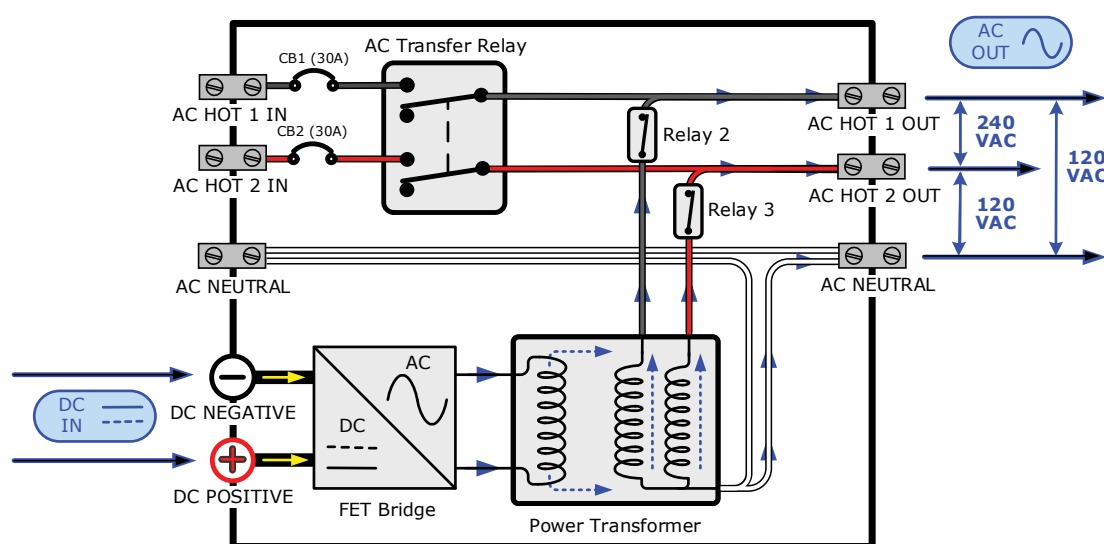 AC Transfer Relay
CB1 (30A)
AC HOT 1 IN
CB2 (30A)
AC HOT 2 IN
AC NEUTRAL
Relay 2
Relay 3
AC HOT 1 OUT
AC HOT 2 OUT
AC NEUTRAL
AC
OUT
240
VAC
120
VAC
120
VAC
DC
IN
DC NEGATIVE
DC POSITIVE
AC
DC
FET Bridge
Power Transformer